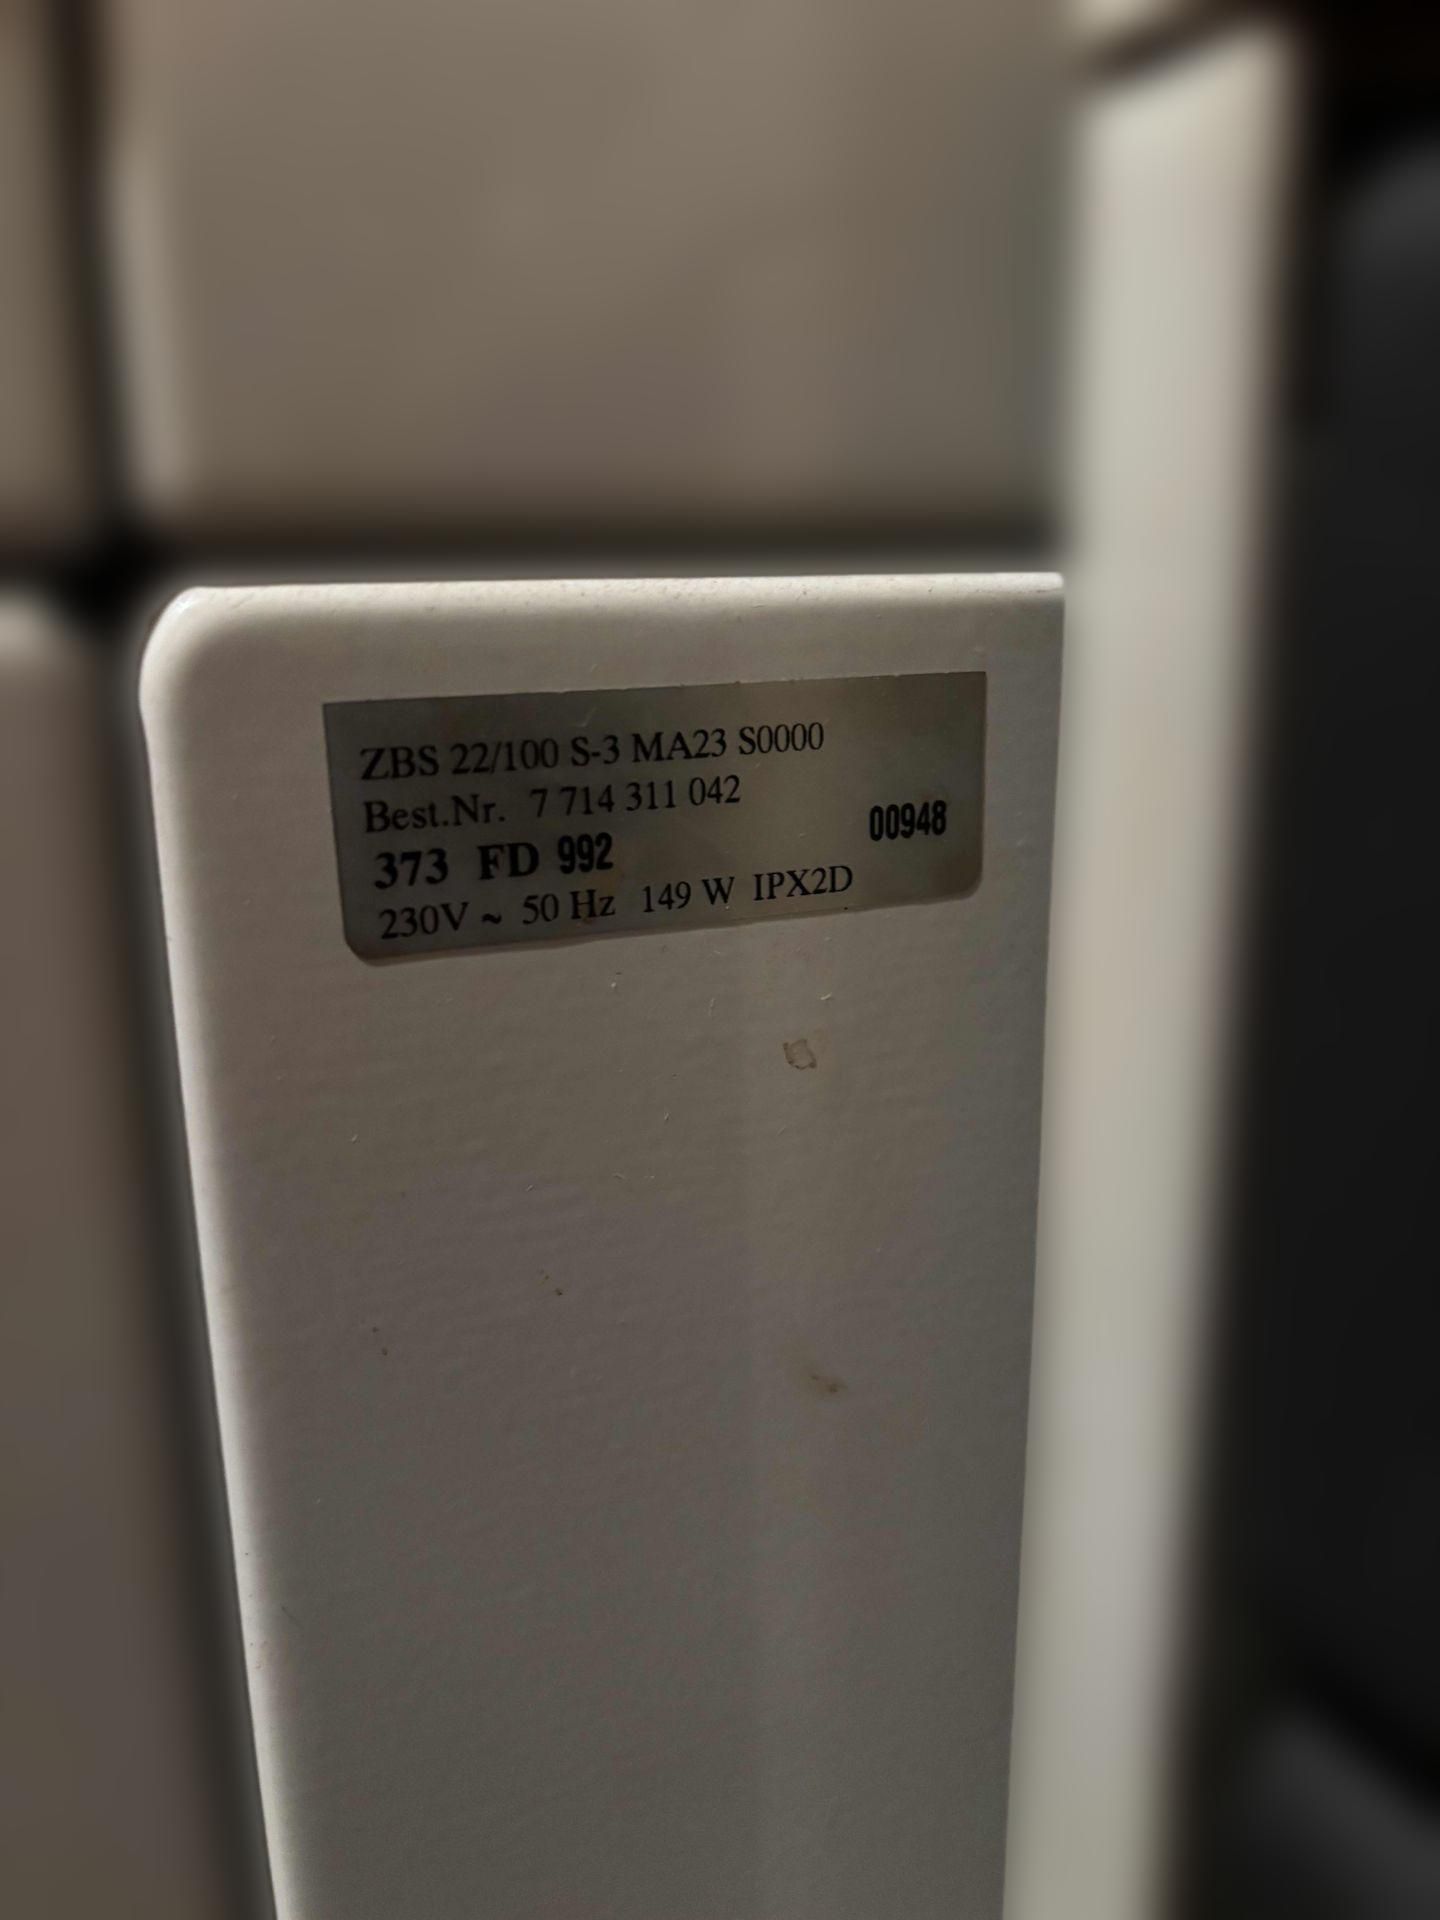 ZBS 22/100 S-3 MA23 S0000
Best.Nr. 7 714 311 042
373 FD 992 00948
230V ~ 50 Hz 149 W IPX2D